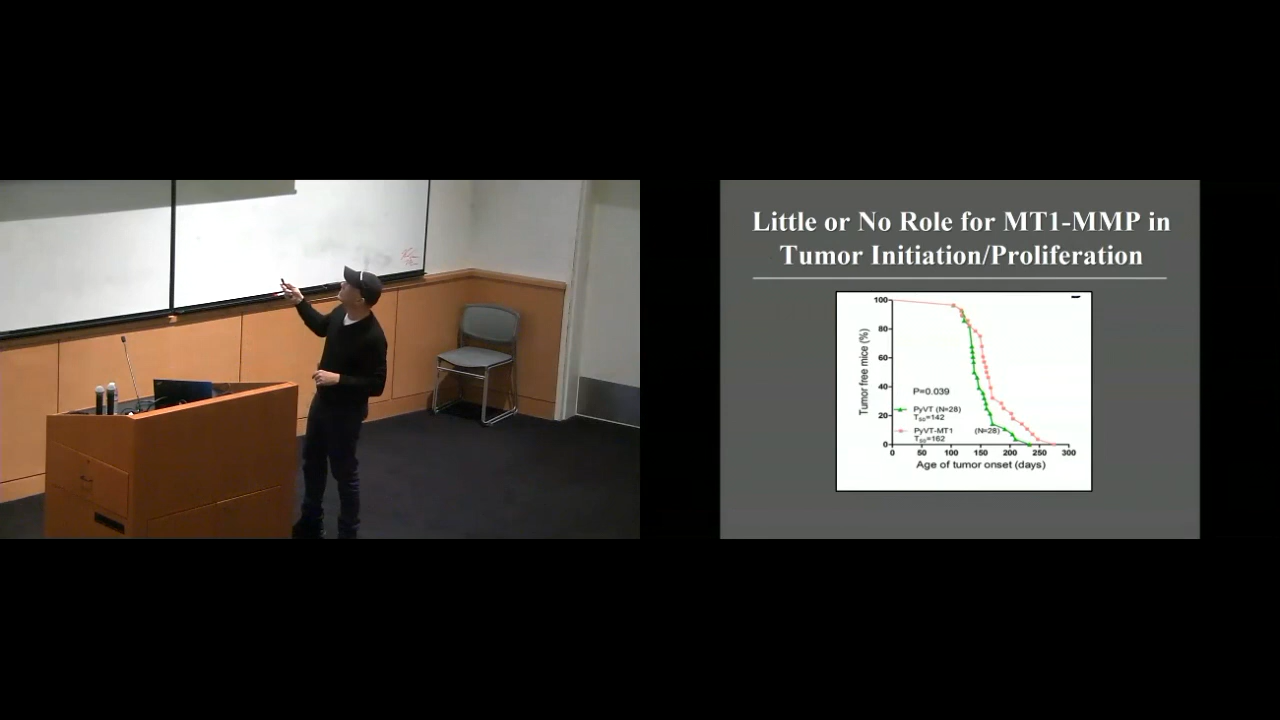 Little or No Role for MT1-MMP in
Tumor Initiation/Proliferation
100
80
60
40
20
0
Tumor free mice (%)
P=0.039
PyVT (N=28)
T50=142
PyVT-MT1 (N=28)
T50=162
0 50 100 150 200 250 300
Age of tumor onset (days)